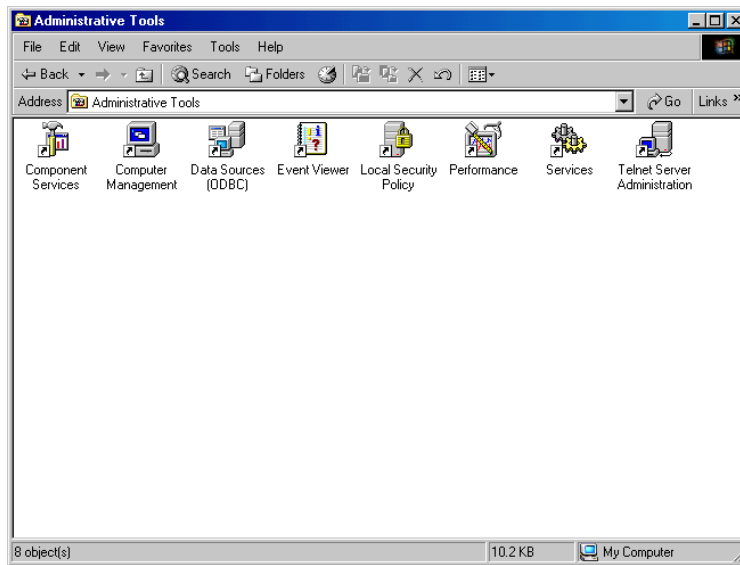 Administrative Tools
File Edit View Favorites Tools Help
Back Search Folders
Address Administrative Tools Go Links »
Component Services
Computer Management
Data Sources (ODBC)
Event Viewer
Local Security Policy
Performance
Services
Telnet Server Administration
8 object(s) 10.2 KB My Computer